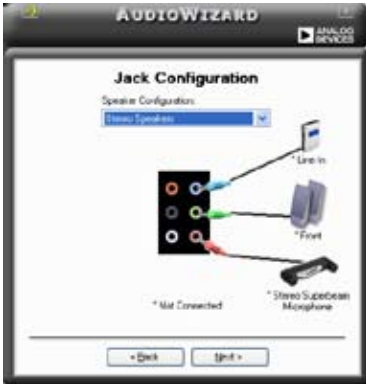 AudioWizard
ANALOG
DEVICES
Jack Configuration
Speaker Configuration:
Stereo Speakers
* Line In
* Front
* Stereo Superbeam
Microphone
* Not Connected
< Back
Next >